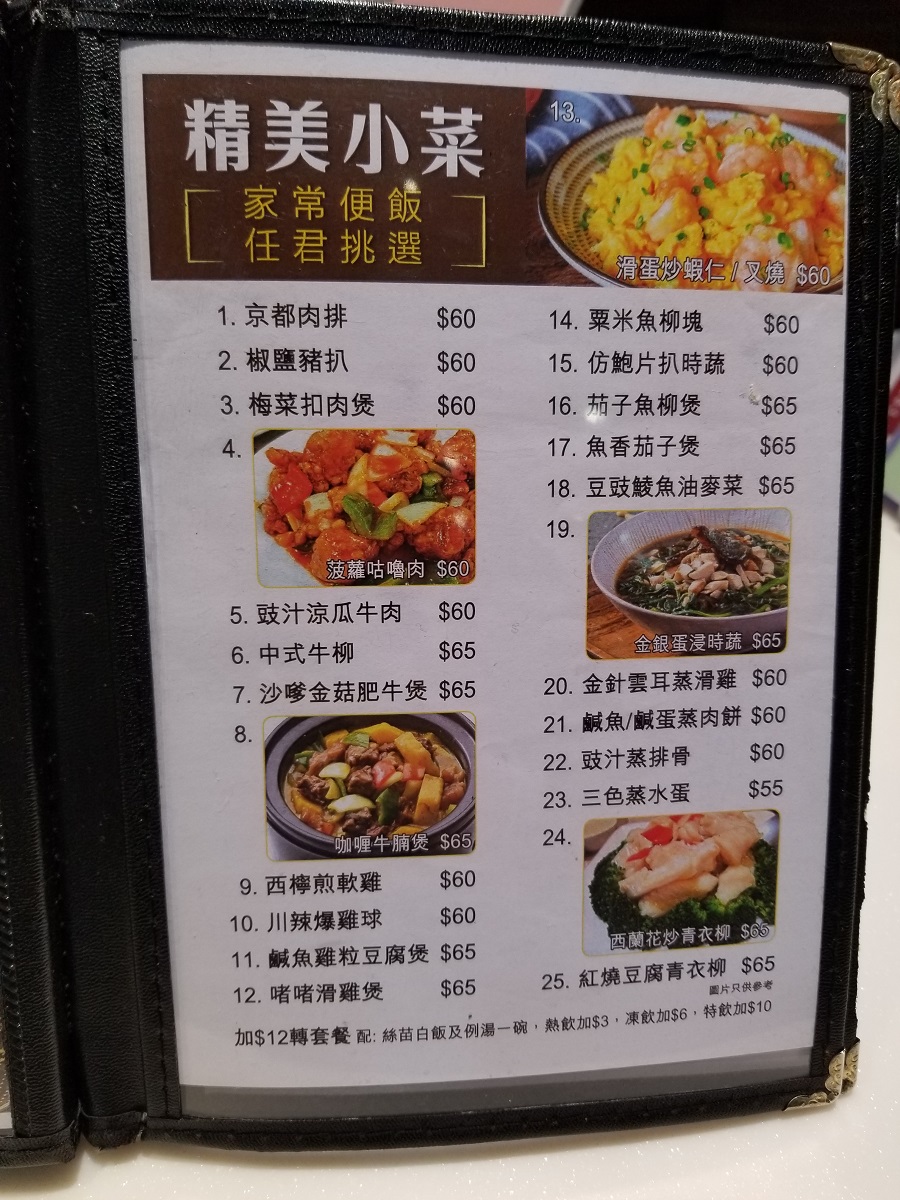 精美小菜
家常便飯
任君挑選
13.
滑蛋炒蝦仁 / 叉燒 $60
1. 京都肉排 $60
2. 椒鹽豬扒 $60
3. 梅菜扣肉煲 $60
4.
菠蘿咕嚕肉 $60
5. 豉汁涼瓜牛肉 $60
6. 中式牛柳 $65
7. 沙嗲金菇肥牛煲 $65
8.
咖喱牛腩煲 $65
9. 西檸煎軟雞 $60
10. 川辣爆雞球 $60
11. 鹹魚雞粒豆腐煲 $65
12. 啫啫滑雞煲 $65
14. 粟米魚柳塊 $60
15. 仿鮑片扒時蔬 $60
16. 茄子魚柳煲 $65
17. 魚香茄子煲 $65
18. 豆豉鯪魚油麥菜 $65
19.
金銀蛋浸時蔬 $65
20. 金針雲耳蒸滑雞 $60
21. 鹹魚/鹹蛋蒸肉餅 $60
22. 豉汁蒸排骨 $60
23. 三色蒸水蛋 $55
24.
西蘭花炒青衣柳 $65
25. 紅燒豆腐青衣柳 $65
圖片只供參考
加$12轉套餐 配: 絲苗白飯及例湯一碗，熱飲加$3，凍飲加$6，特飲加$10